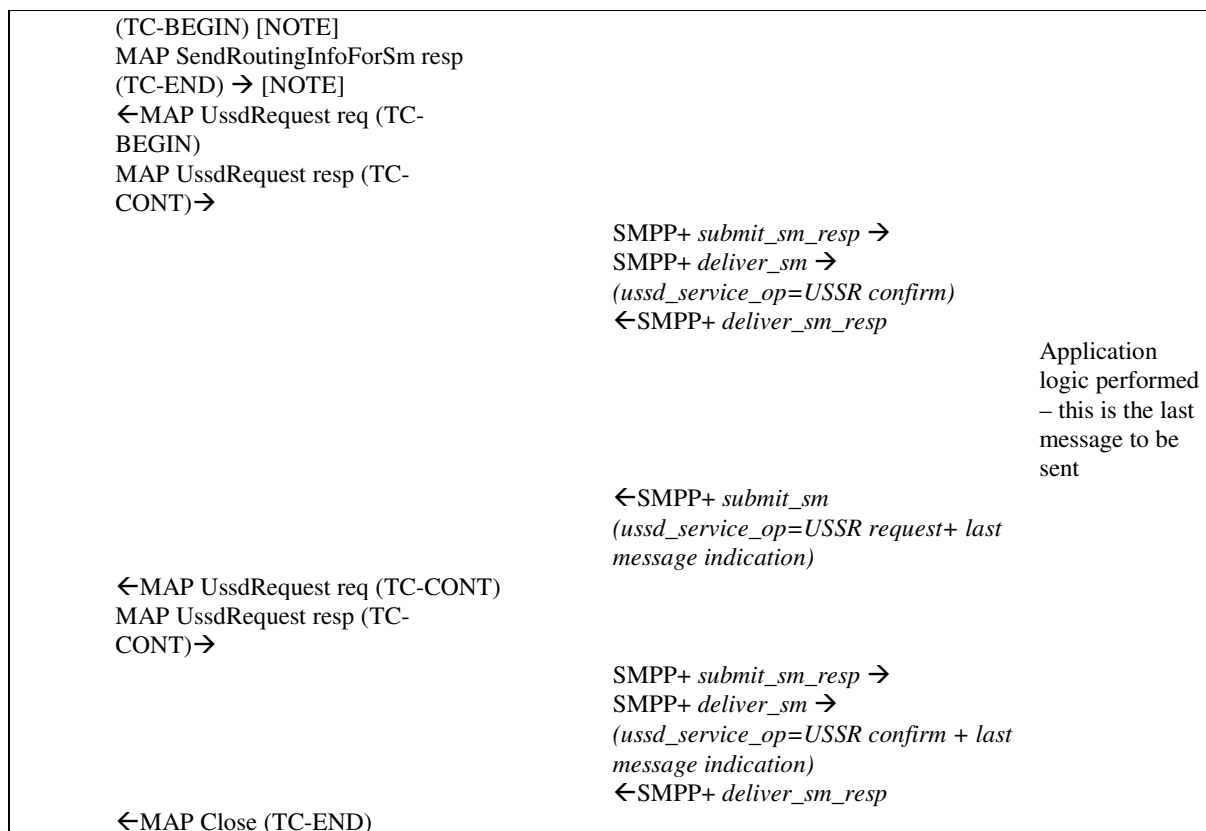 (TC-BEGIN) [NOTE]
MAP SendRoutingInfoForSm resp
(TC-END) → [NOTE]
←MAP UssdRequest req (TC-
BEGIN)
MAP UssdRequest resp (TC-
CONT)→
SMPP+ submit_sm_resp →
SMPP+ deliver_sm →
(ussd_service_op=USSR confirm)
←SMPP+ deliver_sm_resp
Application
logic performed
– this is the last
message to be
sent
←SMPP+ submit_sm
(ussd_service_op=USSR request+ last
message indication)
←MAP UssdRequest req (TC-CONT)
MAP UssdRequest resp (TC-
CONT)→
SMPP+ submit_sm_resp →
SMPP+ deliver_sm →
(ussd_service_op=USSR confirm + last
message indication)
←SMPP+ deliver_sm_resp
←MAP Close (TC-END)